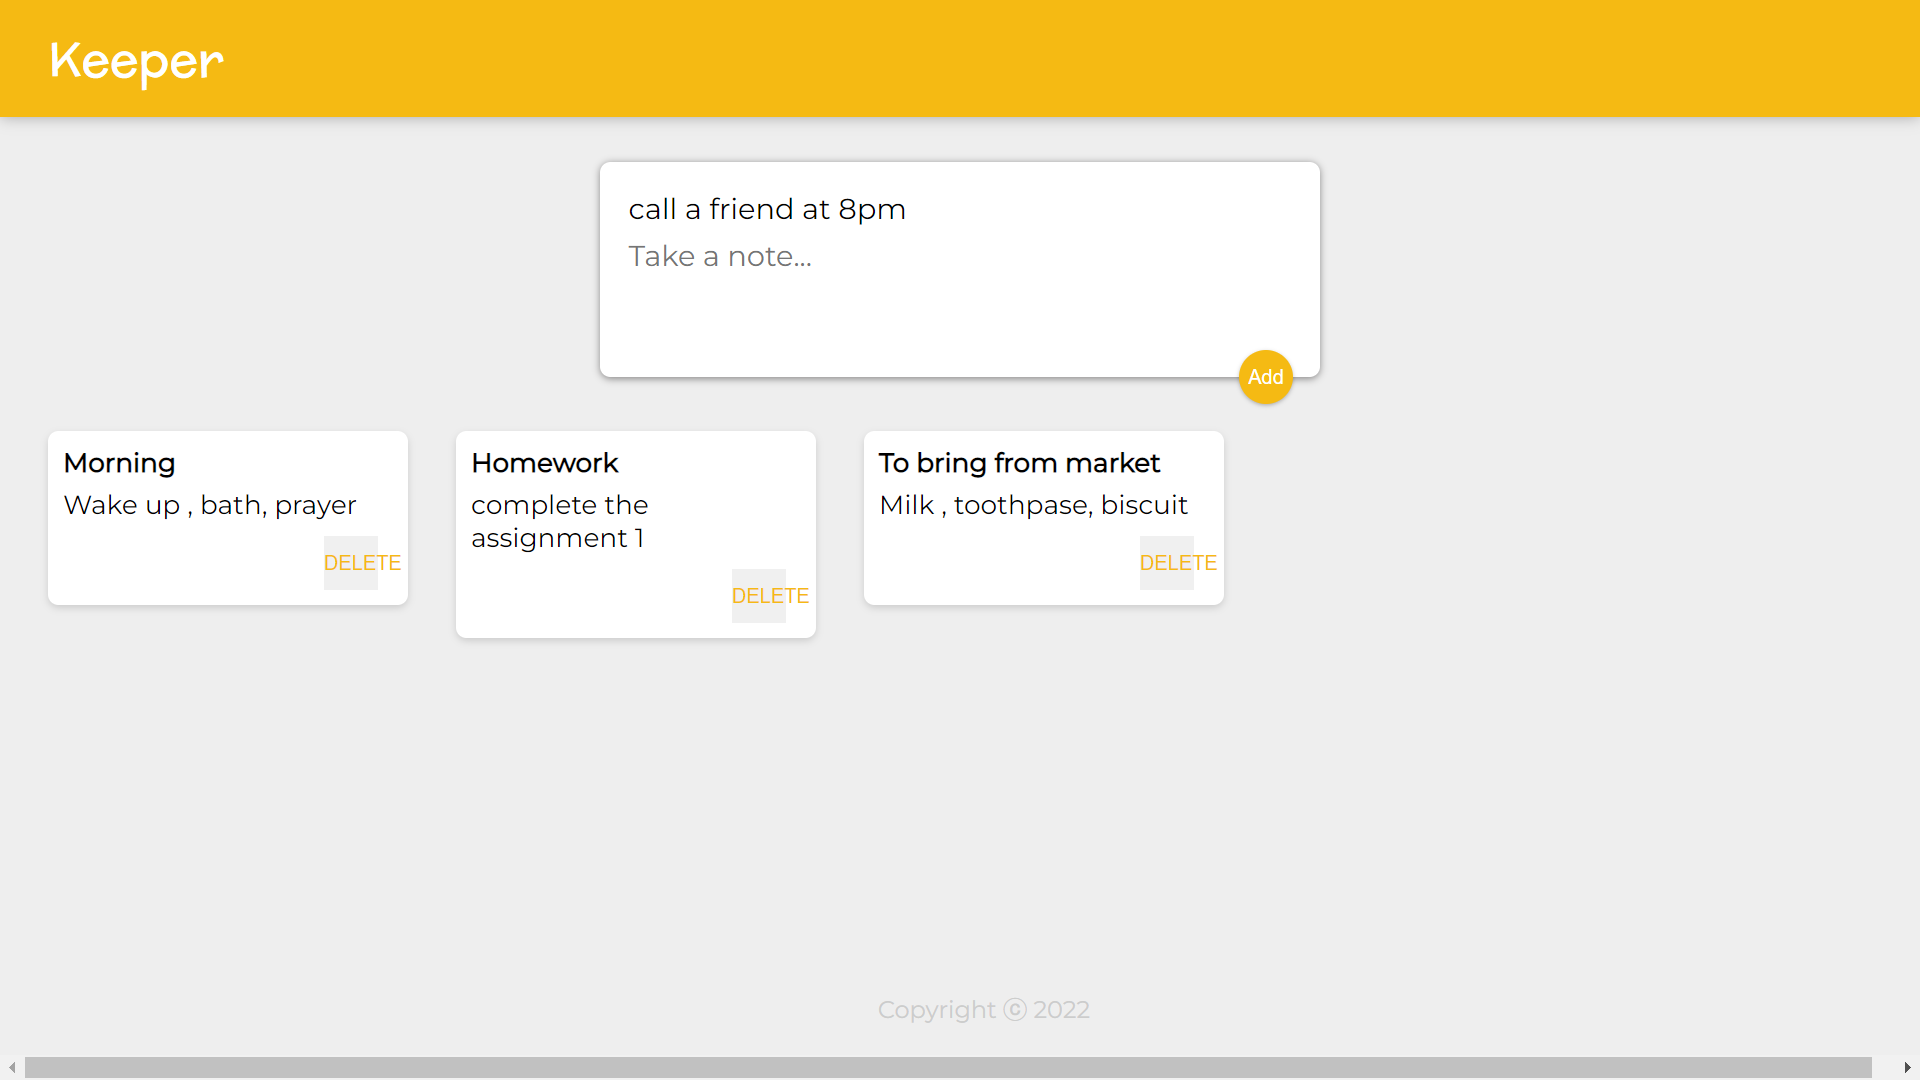 Keeper
call a friend at 8pm
Take a note...
Add
Morning
Wake up , bath, prayer
DELETE
Homework
complete the
assignment 1
DELETE
To bring from market
Milk , toothpase, biscuit
DELETE
Copyright ⓒ 2022